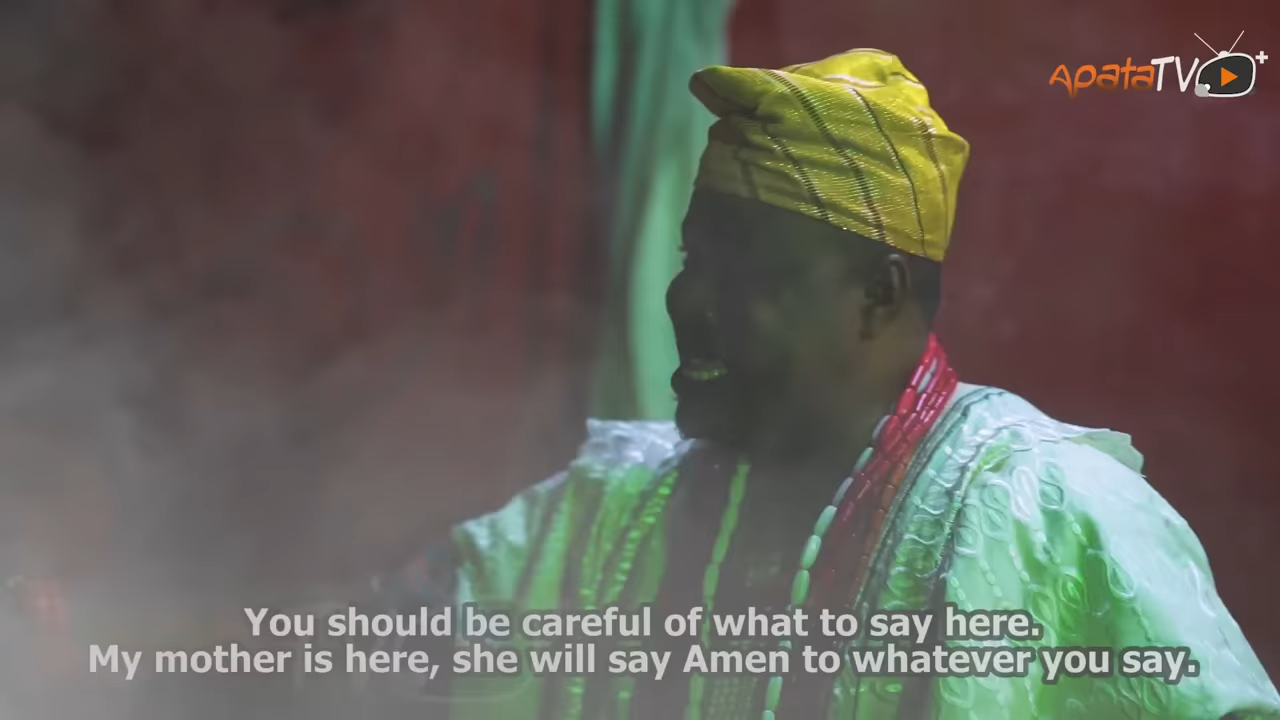 ApataTV+
You should be careful of what to say here.
My mother is here, she will say Amen to whatever you say.